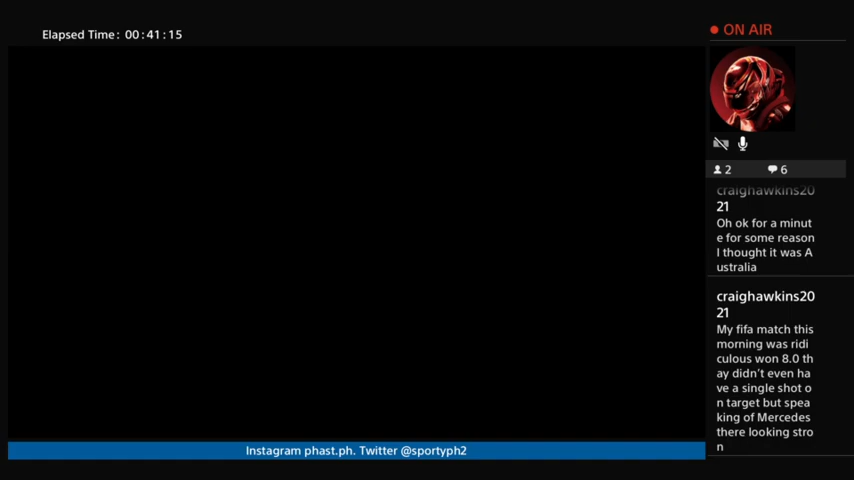 Elapsed Time: 00:41:15
ON AIR
2
6
craighawkins20
21
Oh ok for a minut
e for some reason
I thought it was A
ustralia
craighawkins20
21
My fifa match this
morning was ridi
culous won 8.0 th
ay didn't even ha
ve a single shot o
n target but spea
king of Mercedes
there looking stro
n
Instagram phast.ph. Twitter @sportyph2